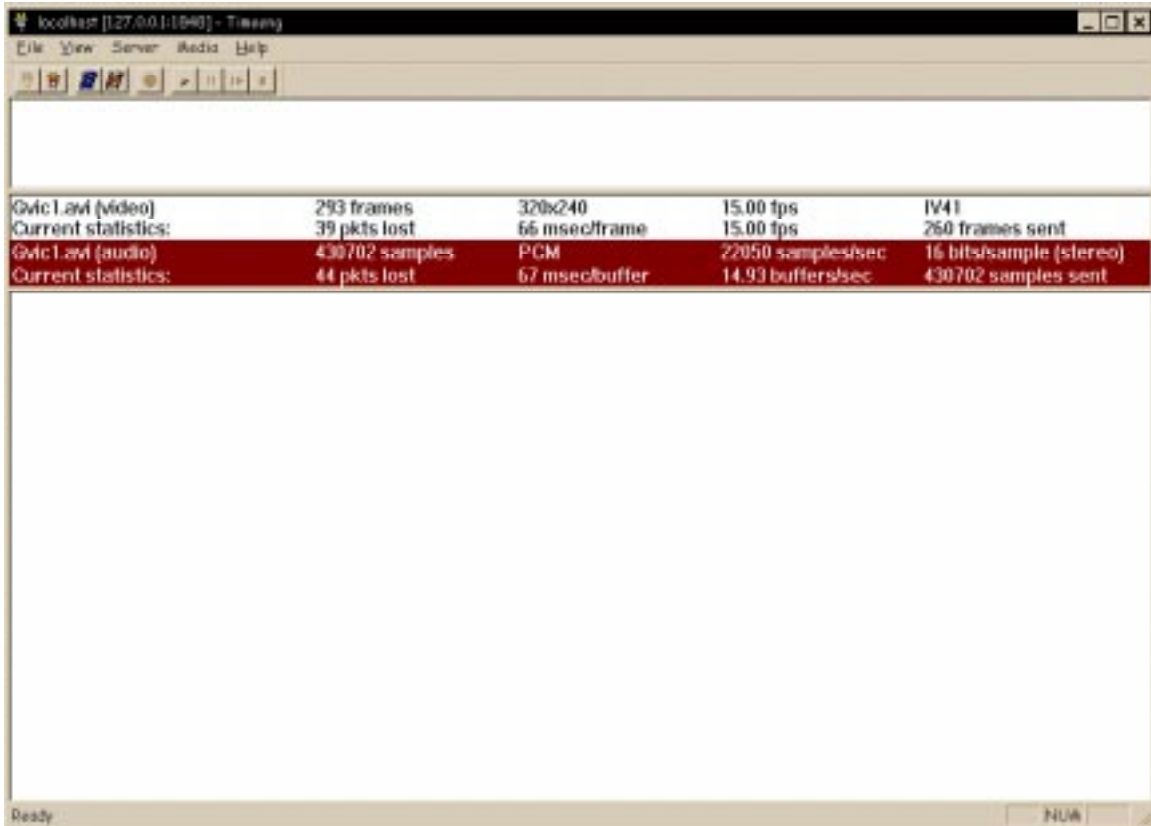 localhost [127.0.0.1:1848] - Timeeng
File View Server Media Help
Gvic1.avi (video) 293 frames 320x240 15.00 fps IV41
Current statistics: 39 pkts lost 66 msec/frame 15.00 fps 260 frames sent
Gvic1.avi (audio) 430702 samples PCM 22050 samples/sec 16 bits/sample (stereo)
Current statistics: 44 pkts lost 67 msec/buffer 14.93 buffers/sec 430702 samples sent
Ready